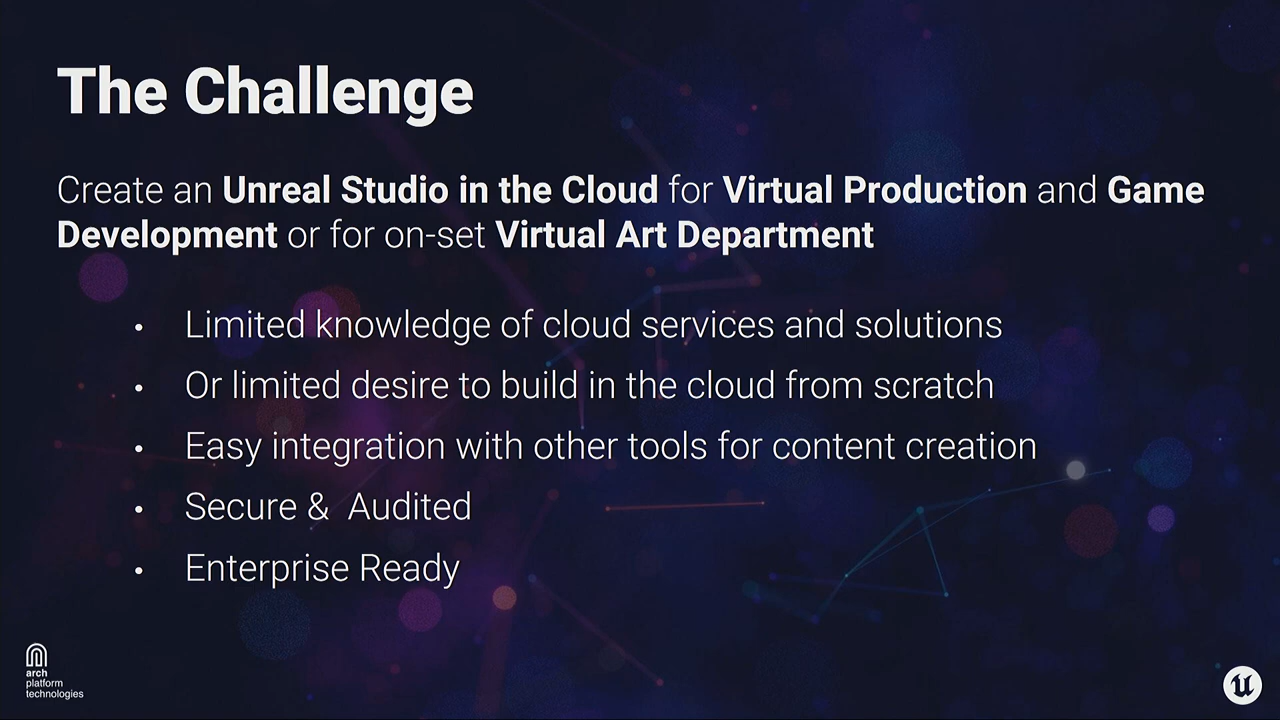 The Challenge
Create an Unreal Studio in the Cloud for Virtual Production and Game
Development or for on-set Virtual Art Department
• Limited knowledge of cloud services and solutions
• Or limited desire to build in the cloud from scratch
• Easy integration with other tools for content creation
• Secure &  Audited
• Enterprise Ready
arch
platform
technologies